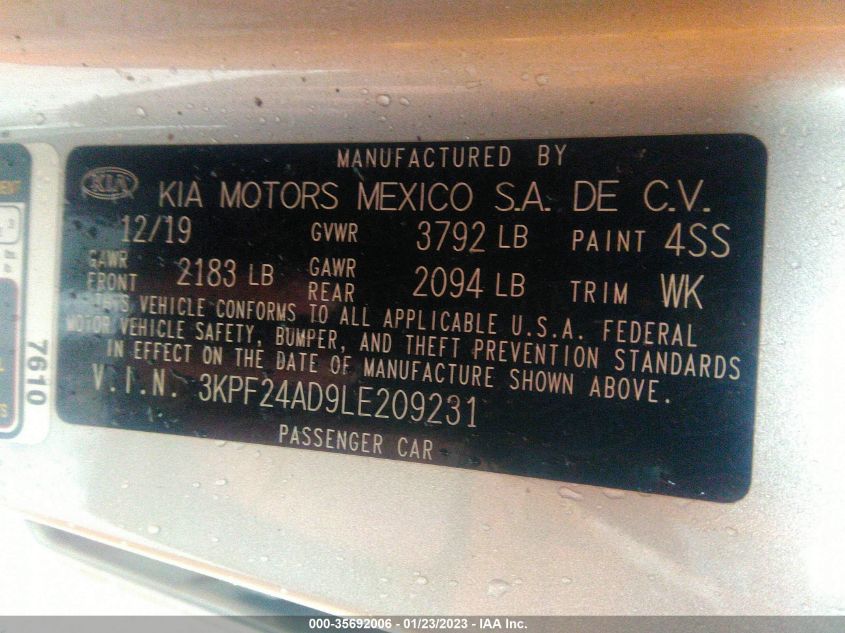 MANUFACTURED BY
KIA KIA MOTORS MEXICO S.A. DE C.V.
12/19 GVWR 3792 LB PAINT 4SS
GAWR FRONT 2183 LB GAWR REAR 2094 LB TRIM WK
THIS VEHICLE CONFORMS TO ALL APPLICABLE U.S.A. FEDERAL
MOTOR VEHICLE SAFETY, BUMPER, AND THEFT PREVENTION STANDARDS
IN EFFECT ON THE DATE OF MANUFACTURE SHOWN ABOVE.
V.I.N. 3KPF24AD9LE209231
PASSENGER CAR
7610
000-35692006 / 01/23/2023 - IAA Inc.